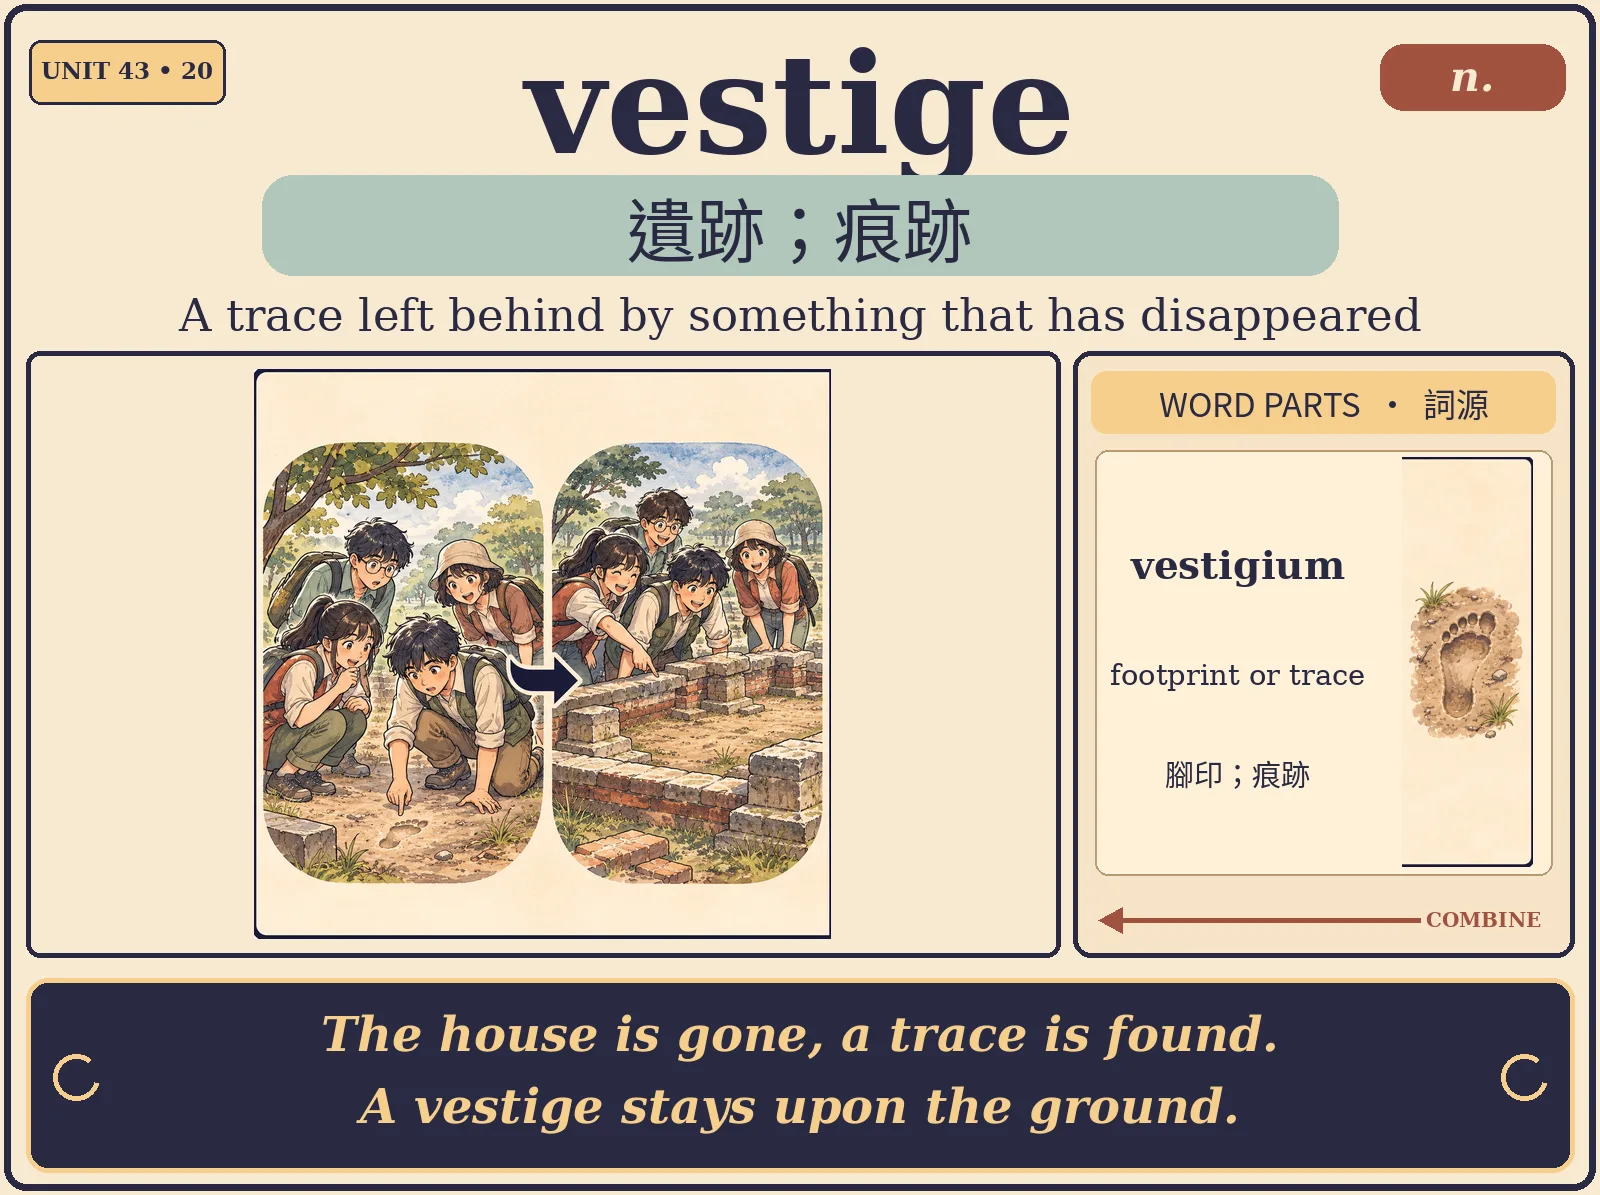 UNIT 43 • 20
vestige
n.
遺跡；痕跡
A trace left behind by something that has disappeared
WORD PARTS • 詞源
vestigium
footprint or trace
腳印；痕跡
COMBINE
The house is gone, a trace is found.
A vestige stays upon the ground.